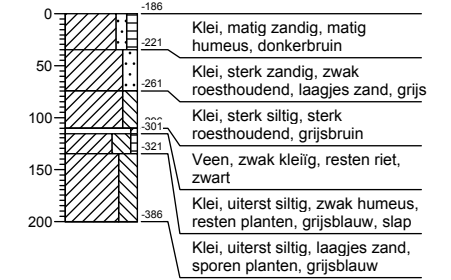 0
-186
Klei, matig zandig, matig
humeus, donkerbruin
-221
Klei, sterk zandig, zwak
roesthoudend, laagjes zand, grijs
50
-261
Klei, sterk siltig, sterk
roesthoudend, grijsbruin
100
-301
Veen, zwak kleiïg, resten riet,
zwart
-321
150
Klei, uiterst siltig, zwak humeus,
resten planten, grijsblauw, slap
200
-386
Klei, uiterst siltig, laagjes zand,
sporen planten, grijsblauw